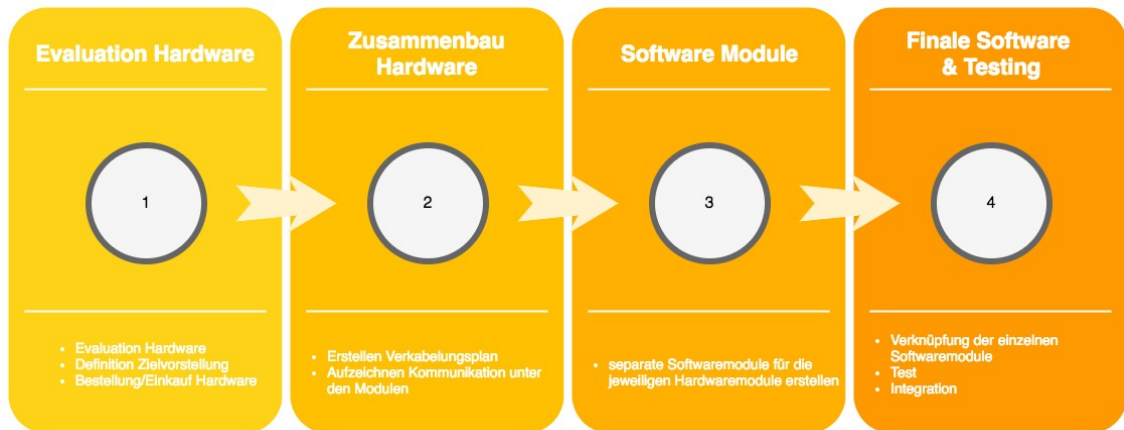 Evaluation Hardware
1
• Evaluation Hardware
• Definition Zielvorstellung
• Bestellung/Einkauf Hardware
Zusammenbau
Hardware
2
• Erstellen Verkabelungsplan
• Aufzeichnen Kommunikation unter
den Modulen
Software Module
3
• separate Softwaremodule für die
jeweiligen Hardwaremodule erstellen
Finale Software
& Testing
4
• Verknüpfung der einzelnen
Softwaremodule
• Test
• Integration